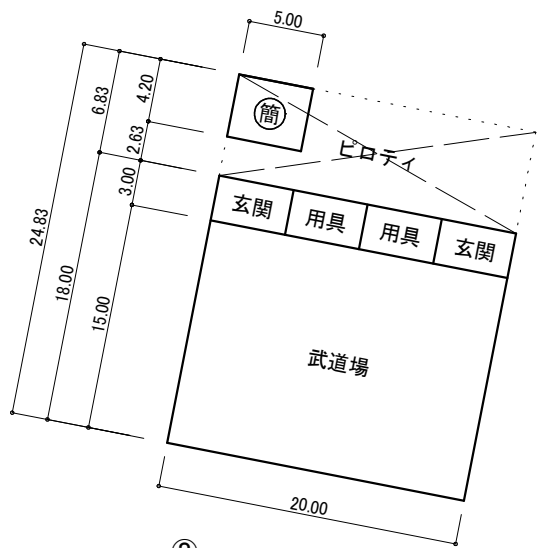 5.00
6.83
4.20
簡
2.63
ピロティ
3.00
玄関
用具
用具
玄関
24.83
18.00
15.00
武道場
20.00